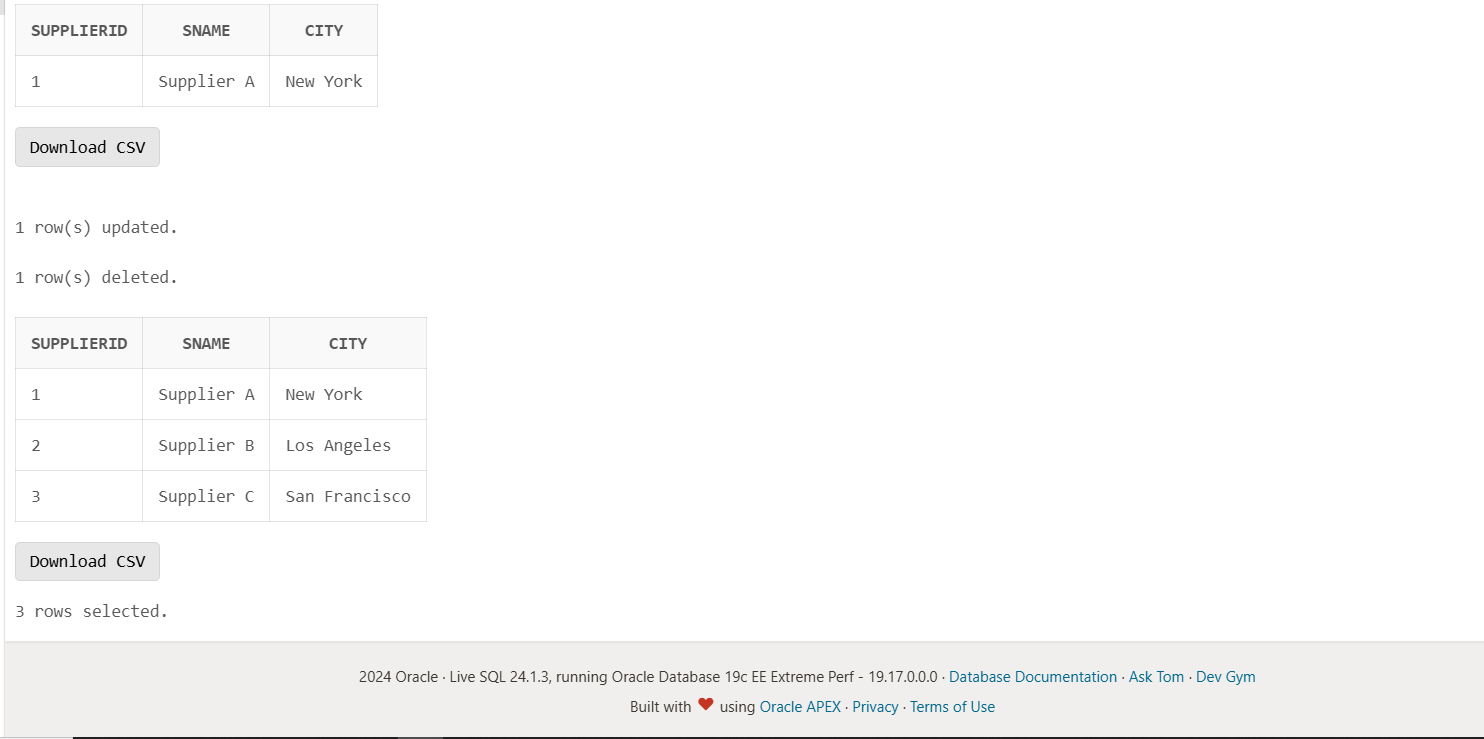 SUPPLIERID SNAME CITY
1 Supplier A New York
Download CSV
1 row(s) updated.
1 row(s) deleted.
SUPPLIERID SNAME CITY
1 Supplier A New York
2 Supplier B Los Angeles
3 Supplier C San Francisco
Download CSV
3 rows selected.
2024 Oracle · Live SQL 24.1.3, running Oracle Database 19c EE Extreme Perf - 19.17.0.0.0 · Database Documentation · Ask Tom · Dev Gym
Built with ❤ using Oracle APEX · Privacy · Terms of Use